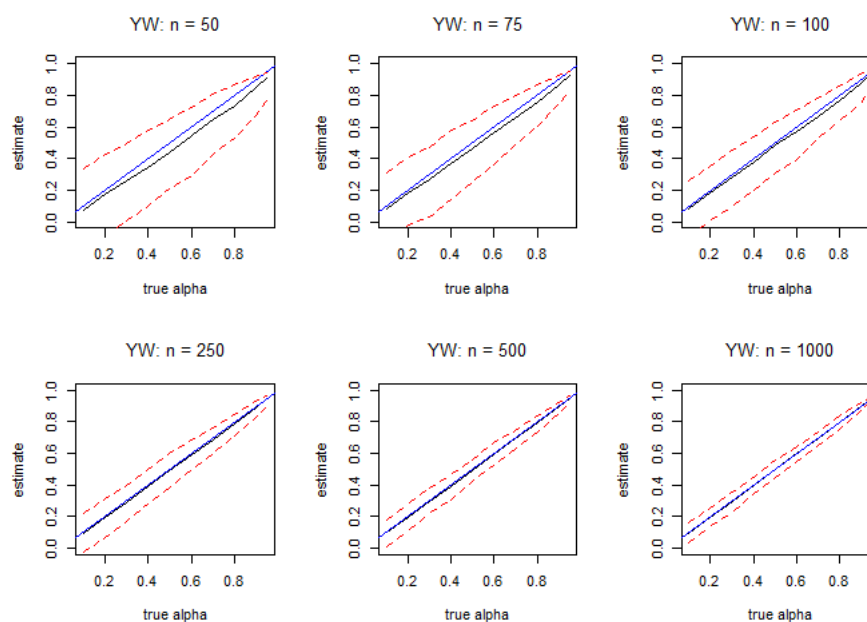 YW: n = 50
estimate
0.0 0.2 0.4 0.6 0.8 1.0
0.2 0.4 0.6 0.8
true alpha
YW: n = 75
estimate
0.0 0.2 0.4 0.6 0.8 1.0
0.2 0.4 0.6 0.8
true alpha
YW: n = 100
estimate
0.0 0.2 0.4 0.6 0.8 1.0
0.2 0.4 0.6 0.8
true alpha
YW: n = 250
estimate
0.0 0.2 0.4 0.6 0.8 1.0
0.2 0.4 0.6 0.8
true alpha
YW: n = 500
estimate
0.0 0.2 0.4 0.6 0.8 1.0
0.2 0.4 0.6 0.8
true alpha
YW: n = 1000
estimate
0.0 0.2 0.4 0.6 0.8 1.0
0.2 0.4 0.6 0.8
true alpha